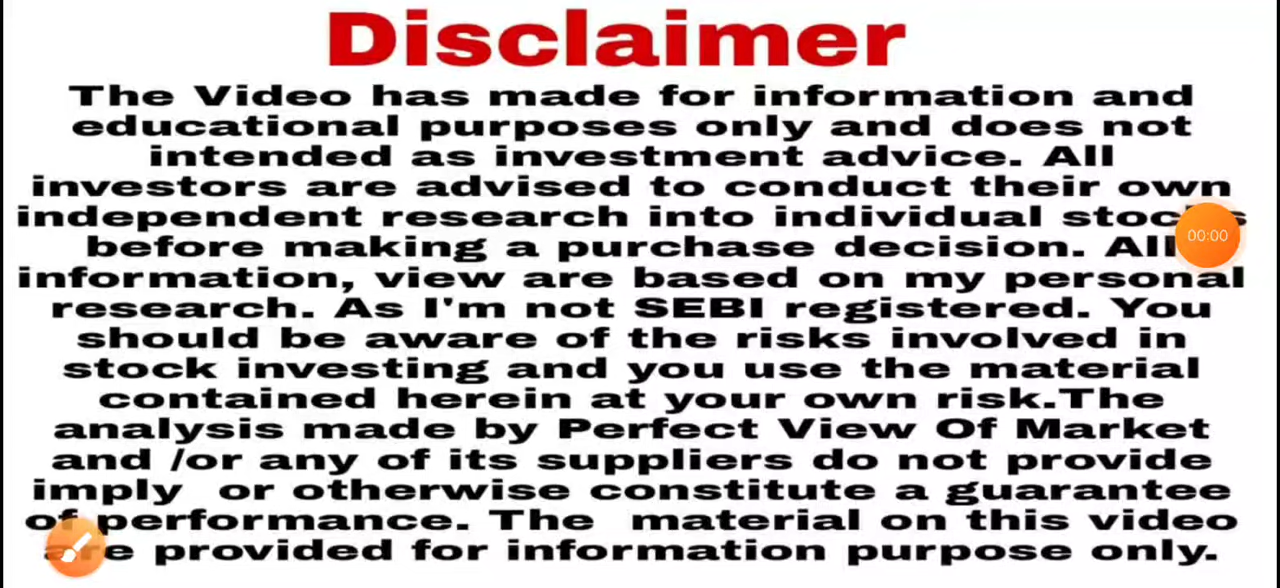 Disclaimer
The Video has made for information and
educational purposes only and does not
intended as investment advice. All
investors are advised to conduct their own
independent research into individual stocks
before making a purchase decision. All
information, view are based on my personal
research. As I'm not SEBI registered. You
should be aware of the risks involved in
stock investing and you use the material
contained herein at your own risk.The
analysis made by Perfect View Of Market
and /or any of its suppliers do not provide
imply or otherwise constitute a guarantee
of performance. The material on this video
are provided for information purpose only.
00:00